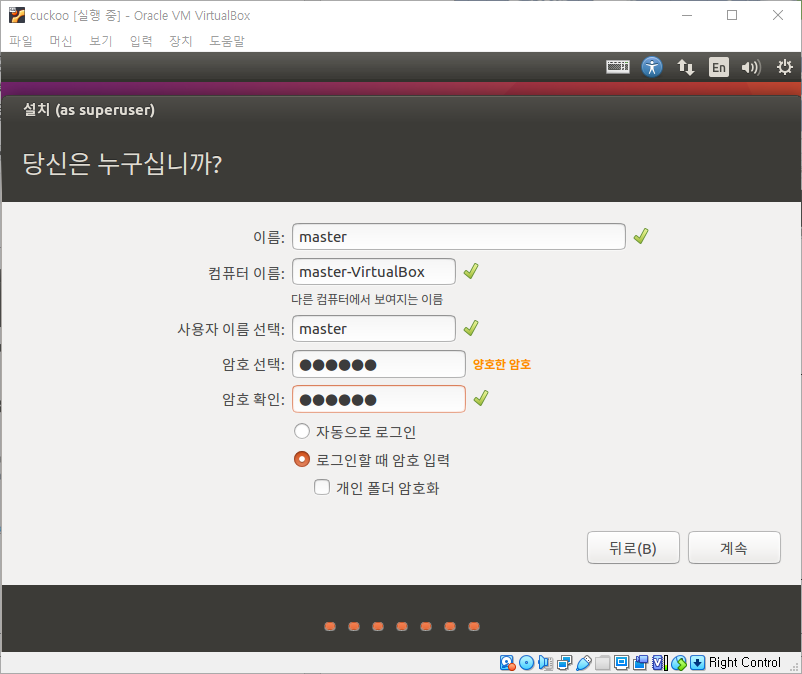 cuckoo [실행 중] - Oracle VM VirtualBox
파일 머신 보기 입력 장치 도움말
En
설치 (as superuser)
당신은 누구십니까?
이름: master
컴퓨터 이름: master-VirtualBox
다른 컴퓨터에서 보여지는 이름
사용자 이름 선택: master
암호 선택: ●●●●●● 양호한 암호
암호 확인: ●●●●●●
자동으로 로그인
로그인할 때 암호 입력
개인 폴더 암호화
뒤로(B) 계속
Right Control